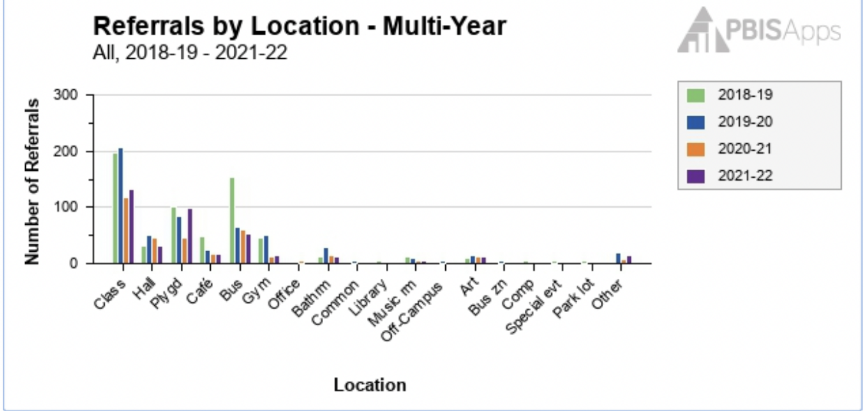 Referrals by Location - Multi-Year
All, 2018-19 - 2021-22
PBISApps
2018-19
2019-20
2020-21
2021-22
Number of Referrals
300
200
100
0
Class
Hall
Plygd
Café
Bus
Gym
Office
Bathrm
Common
Library
Music rm
Off-Campus
Art
Bus zn
Comp
Special evt
Park lot
Other
Location